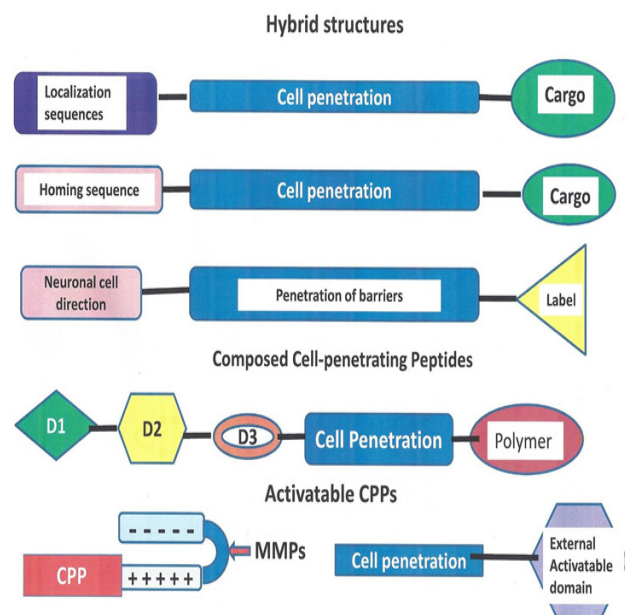 Hybrid structures
Localization
sequences
Cell penetration
Cargo
Homing sequence
Cell penetration
Cargo
Neuronal cell
direction
Penetration of barriers
Label
Composed Cell-penetrating Peptides
D1
D2
D3
Cell Penetration
Polymer
Activatable CPPs
- - - - -
MMPs
CPP
+ + + + +
Cell penetration
External
Activatable
domain